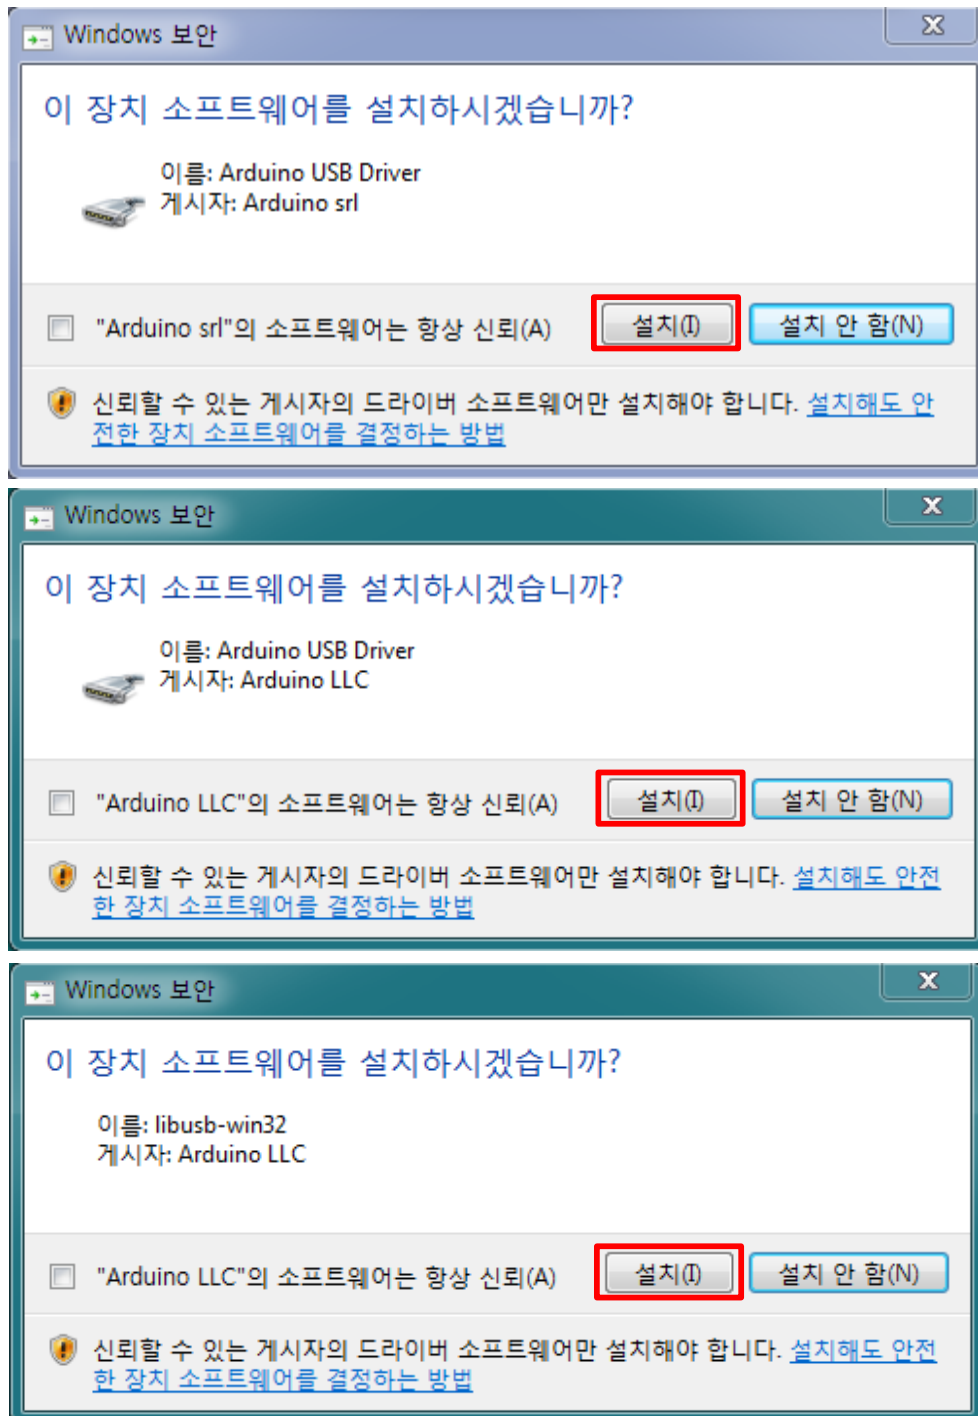 Windows 보안
이 장치 소프트웨어를 설치하시겠습니까?
이름: Arduino USB Driver
게시자: Arduino srl
"Arduino srl"의 소프트웨어는 항상 신뢰(A)
설치(I)
설치 안 함(N)
신뢰할 수 있는 게시자의 드라이버 소프트웨어만 설치해야 합니다. 설치해도 안
전한 장치 소프트웨어를 결정하는 방법
Windows 보안
이 장치 소프트웨어를 설치하시겠습니까?
이름: Arduino USB Driver
게시자: Arduino LLC
"Arduino LLC"의 소프트웨어는 항상 신뢰(A)
설치(I)
설치 안 함(N)
신뢰할 수 있는 게시자의 드라이버 소프트웨어만 설치해야 합니다. 설치해도 안전
한 장치 소프트웨어를 결정하는 방법
Windows 보안
이 장치 소프트웨어를 설치하시겠습니까?
이름: libusb-win32
게시자: Arduino LLC
"Arduino LLC"의 소프트웨어는 항상 신뢰(A)
설치(I)
설치 안 함(N)
신뢰할 수 있는 게시자의 드라이버 소프트웨어만 설치해야 합니다. 설치해도 안전
한 장치 소프트웨어를 결정하는 방법